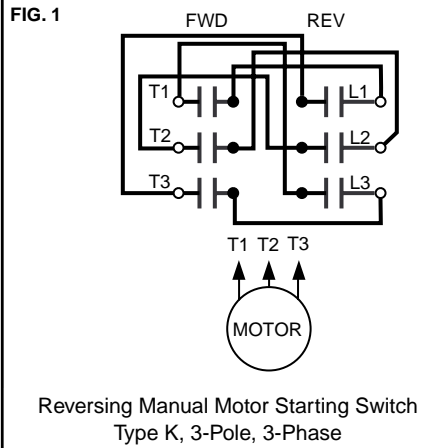 FIG. 1
FWD REV
T1 L1
T2 L2
T3 L3
T1 T2 T3
MOTOR
Reversing Manual Motor Starting Switch
Type K, 3-Pole, 3-Phase